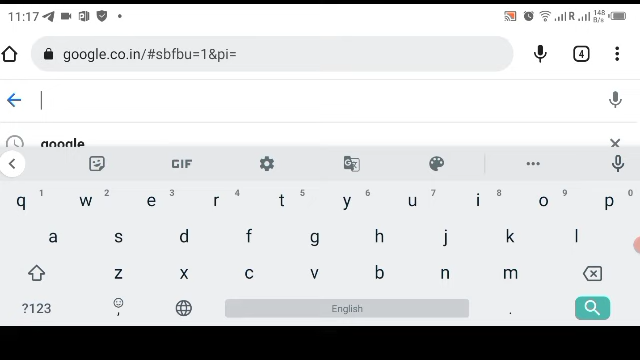 11:17 R 148 B/s
google.co.in/#sbfbu=1&pi= 4
google
GIF
q 1 w 2 e 3 r 4 t 5 y 6 u 7 i 8 o 9 p 0
a s d f g h j k l
z x c v b n m
?123 , English .